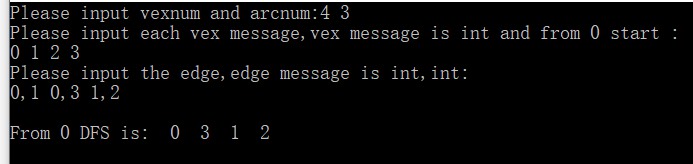 Please input vexnum and arcnum:4 3
Please input each vex message,vex message is int and from 0 start :
0 1 2 3
Please input the edge,edge message is int,int:
0,1 0,3 1,2
From 0 DFS is:  0  3  1  2